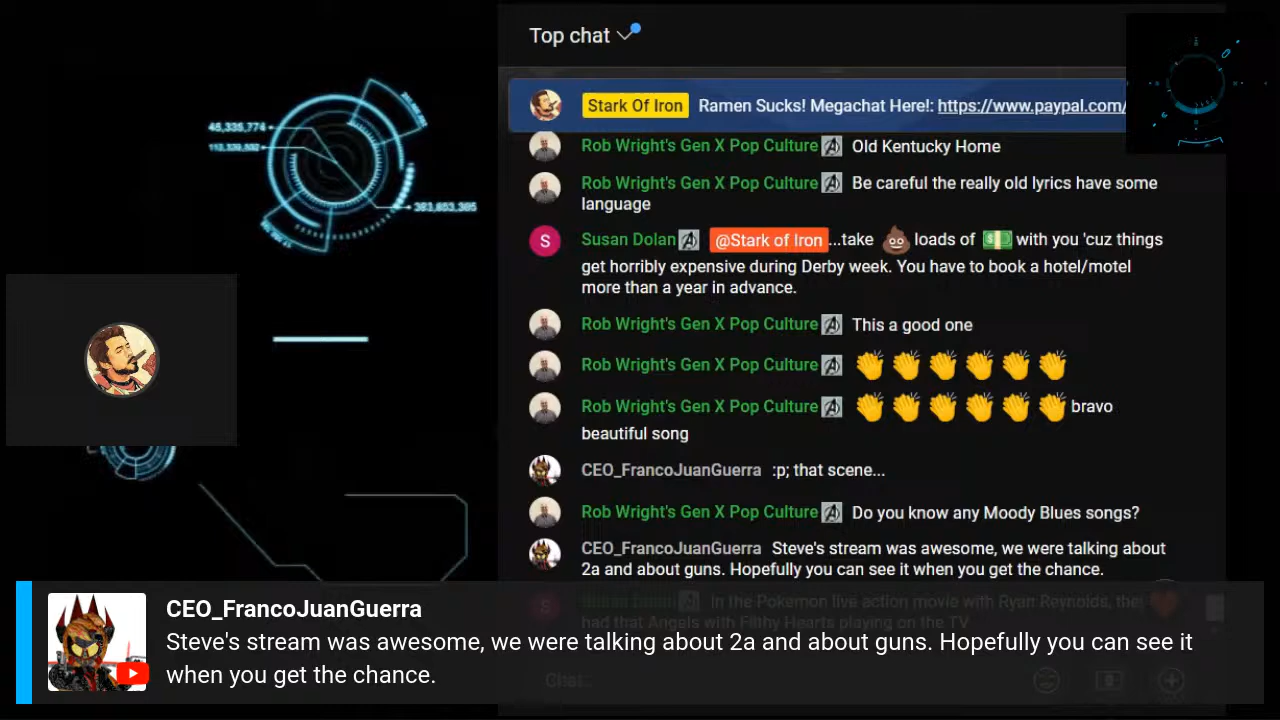 Top chat
Stark Of Iron Ramen Sucks! Megachat Here!: https://www.paypal.com/
Rob Wright's Gen X Pop Culture Old Kentucky Home
Rob Wright's Gen X Pop Culture Be careful the really old lyrics have some
language
S Susan Dolan @Stark of Iron...take 💩 loads of 💵 with you 'cuz things
get horribly expensive during Derby week. You have to book a hotel/motel
more than a year in advance.
Rob Wright's Gen X Pop Culture This a good one
Rob Wright's Gen X Pop Culture 👏👏👏👏👏👏
Rob Wright's Gen X Pop Culture 👏👏👏👏👏👏 bravo
beautiful song
CEO_FrancoJuanGuerra :p; that scene...
Rob Wright's Gen X Pop Culture Do you know any Moody Blues songs?
CEO_FrancoJuanGuerra Steve's stream was awesome, we were talking about
2a and about guns. Hopefully you can see it when you get the chance.
S Susan Dolan In the Pokemon live action movie with Ryan Reynolds, the
had that Angels with Filthy Hearts playing on the TV
Chat...
CEO_FrancoJuanGuerra
Steve's stream was awesome, we were talking about 2a and about guns. Hopefully you can see it
when you get the chance.
383,853,395